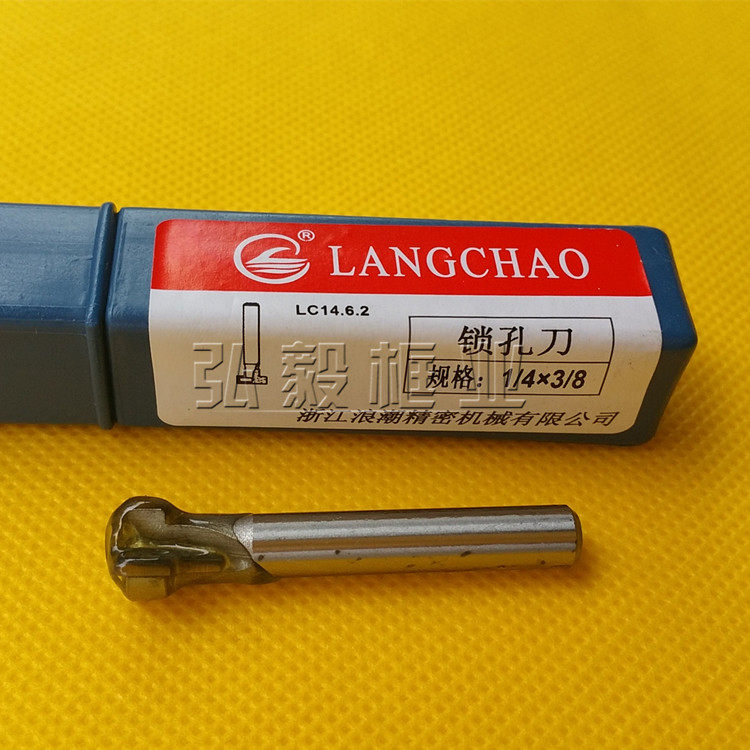 ® LANGCHAO
LC14.6.2
锁孔刀
规格：1/4×3/8
弘毅框业
浙江浪潮精密机械有限公司